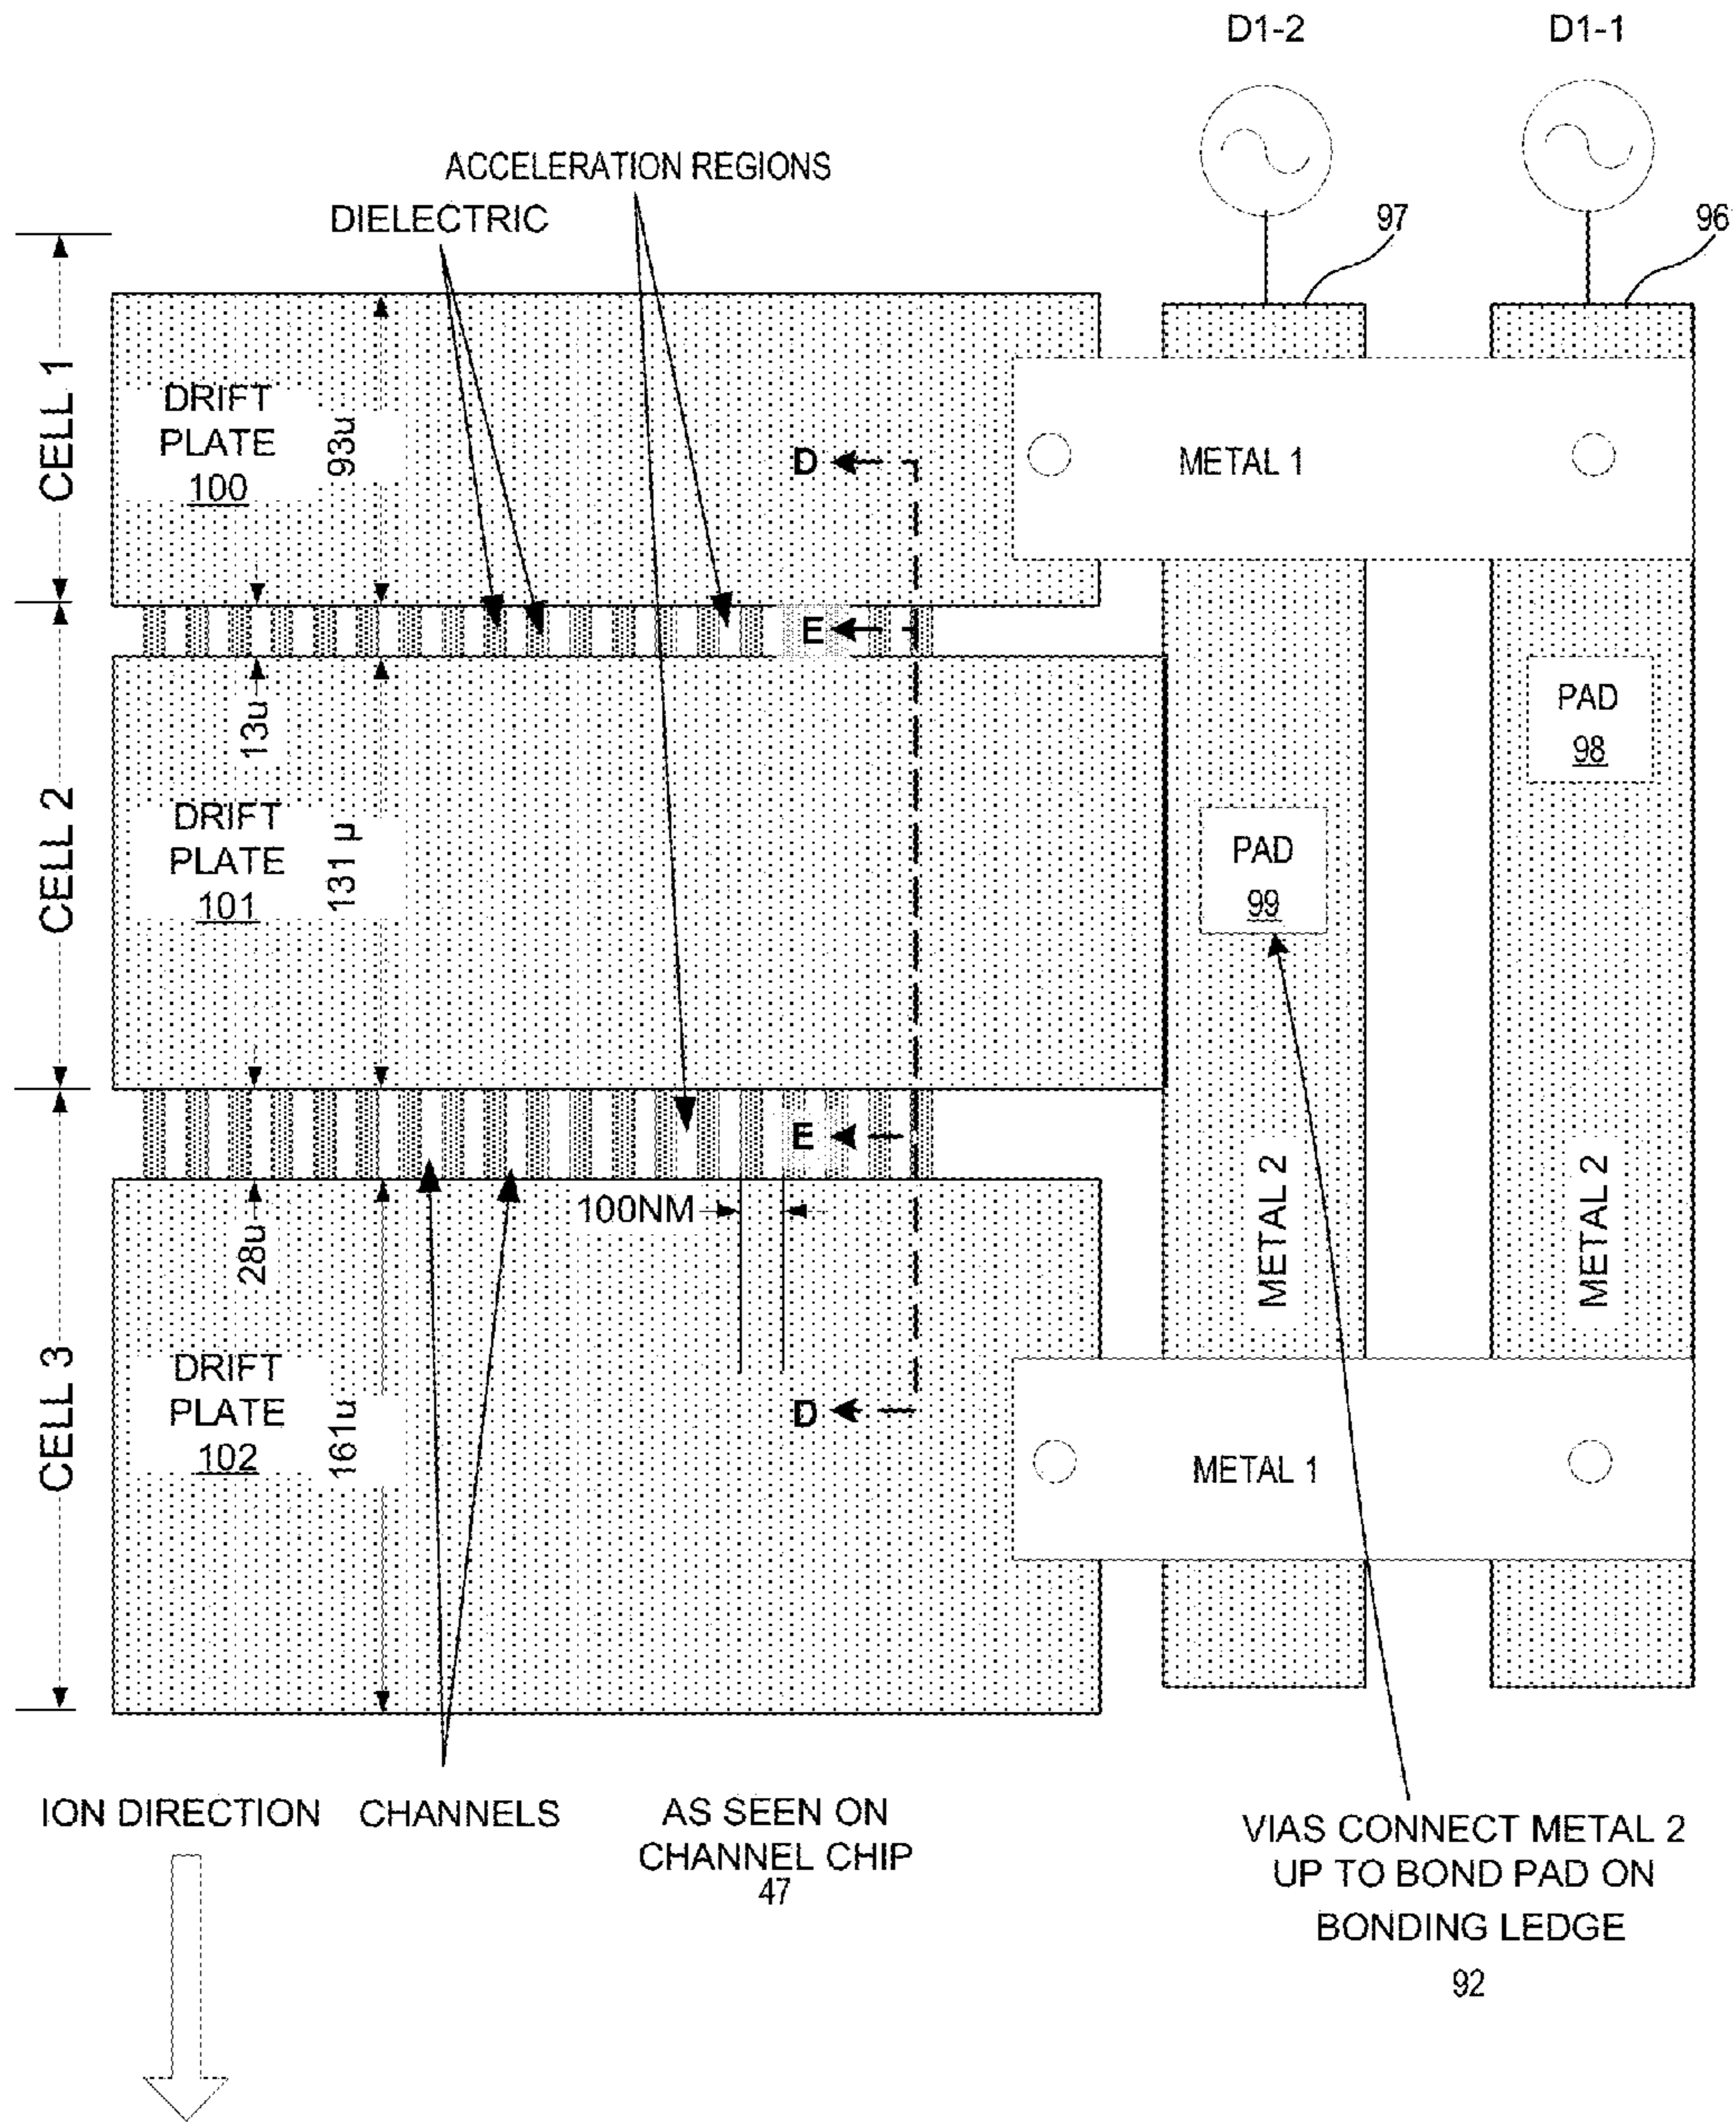 D1-2
D1-1
ACCELERATION REGIONS
DIELECTRIC
97
96
CELL 1
DRIFT
PLATE
100
93u
D
METAL 1
E
13u
PAD
98
CELL 2
DRIFT
PLATE
101
131 µ
PAD
99
E
100NM
28u
METAL 2
METAL 2
CELL 3
DRIFT
PLATE
102
161u
D
METAL 1
ION DIRECTION
CHANNELS
AS SEEN ON
CHANNEL CHIP
47
VIAS CONNECT METAL 2
UP TO BOND PAD ON
BONDING LEDGE
92